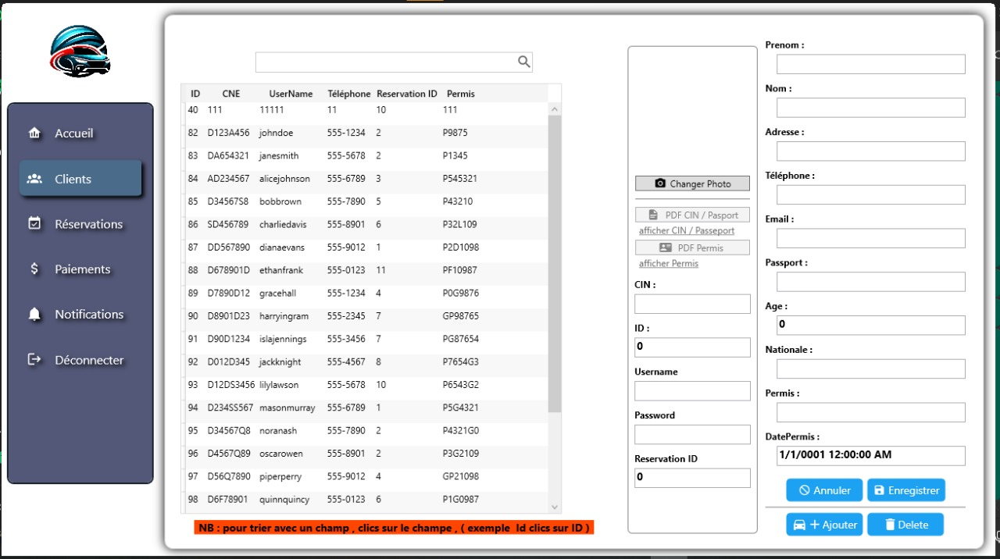 Accueil
Clients
Réservations
Paiements
Notifications
Déconnecter
ID CNE UserName Téléphone Reservation ID Permis
40 111 11111 11 10 111
82 D123A456 johndoe 555-1234 2 P9875
83 DA654321 janesmith 555-5678 2 P1345
84 AD234567 alicejohnson 555-6789 3 P545321
85 D34567S8 bobbrown 555-7890 5 P43210
86 SD456789 charliedavis 555-8901 6 P32L109
87 DD567890 dianaevans 555-9012 1 P2D1098
88 D678901D ethanfrank 555-0123 11 PF10987
89 D7890D12 gracehall 555-1234 4 P0G9876
90 D8901D23 harryingram 555-2345 7 GP98765
91 D90D1234 islajennings 555-3456 7 PG87654
92 D012D345 jackknight 555-4567 8 P7654G3
93 D12DS3456 lilylawson 555-5678 10 P6543G2
94 D234SS567 masonmurray 555-6789 1 P5G4321
95 D34567Q8 noranash 555-7890 2 P4321G0
96 D4567Q89 oscarowen 555-8901 2 P3G2109
97 D56Q7890 piperperry 555-9012 4 GP21098
98 D6F78901 quinnquincy 555-0123 6 P1G0987
NB : pour trier avec un champ , clics sur le champe , ( exemple Id clics sur ID )
Changer Photo
PDF CIN / Pasport
afficher CIN / Passeport
PDF Permis
afficher Permis
CIN :
ID :
0
Username
Password
Reservation ID
0
Prenom :
Nom :
Adresse :
Téléphone :
Email :
Passport :
Age :
0
Nationale :
Permis :
DatePermis :
1/1/0001 12:00:00 AM
Annuler
Enregistrer
+ Ajouter
Delete